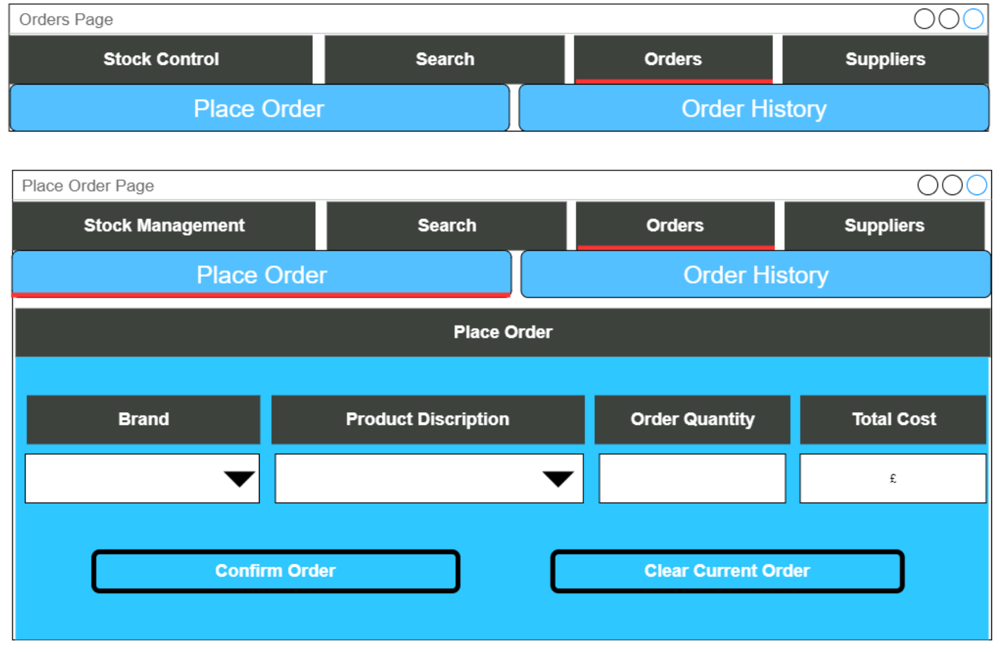 Orders Page
Stock Control Search Orders Suppliers
Place Order Order History
Place Order Page
Stock Management Search Orders Suppliers
Place Order Order History
Place Order
Brand Product Discription Order Quantity Total Cost
£
Confirm Order Clear Current Order